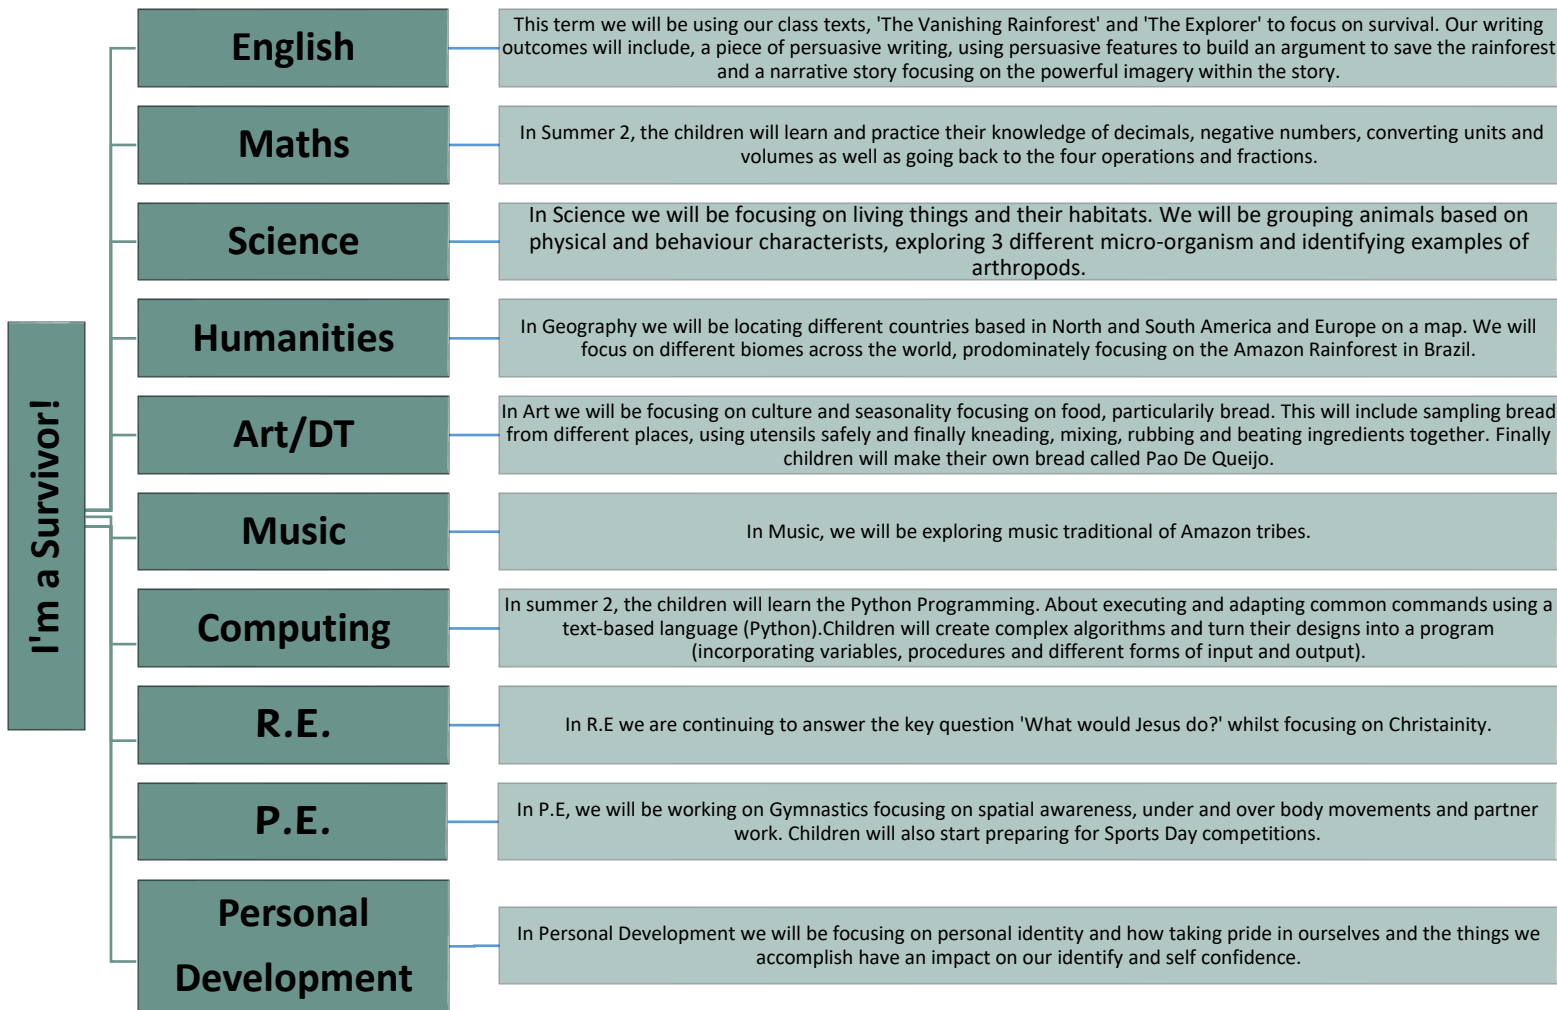 I'm a Survivor!
English
This term we will be using our class texts, 'The Vanishing Rainforest' and 'The Explorer' to focus on survival. Our writing
outcomes will include, a piece of persuasive writing, using persuasive features to build an argument to save the rainforest
and a narrative story focusing on the powerful imagery within the story.
Maths
In Summer 2, the children will learn and practice their knowledge of decimals, negative numbers, converting units and
volumes as well as going back to the four operations and fractions.
Science
In Science we will be focusing on living things and their habitats. We will be grouping animals based on
physical and behaviour characterists, exploring 3 different micro-organism and identifying examples of
arthropods.
Humanities
In Geography we will be locating different countries based in North and South America and Europe on a map. We will
focus on different biomes across the world, prodominately focusing on the Amazon Rainforest in Brazil.
Art/DT
In Art we will be focusing on culture and seasonality focusing on food, particularily bread. This will include sampling bread
from different places, using utensils safely and finally kneading, mixing, rubbing and beating ingredients together. Finally
children will make their own bread called Pao De Queijo.
Music
In Music, we will be exploring music traditional of Amazon tribes.
Computing
In summer 2, the children will learn the Python Programming. About executing and adapting common commands using a
text-based language (Python).Children will create complex algorithms and turn their designs into a program
(incorporating variables, procedures and different forms of input and output).
R.E.
In R.E we are continuing to answer the key question 'What would Jesus do?' whilst focusing on Christainity.
P.E.
In P.E, we will be working on Gymnastics focusing on spatial awareness, under and over body movements and partner
work. Children will also start preparing for Sports Day competitions.
Personal
Development
In Personal Development we will be focusing on personal identity and how taking pride in ourselves and the things we
accomplish have an impact on our identify and self confidence.